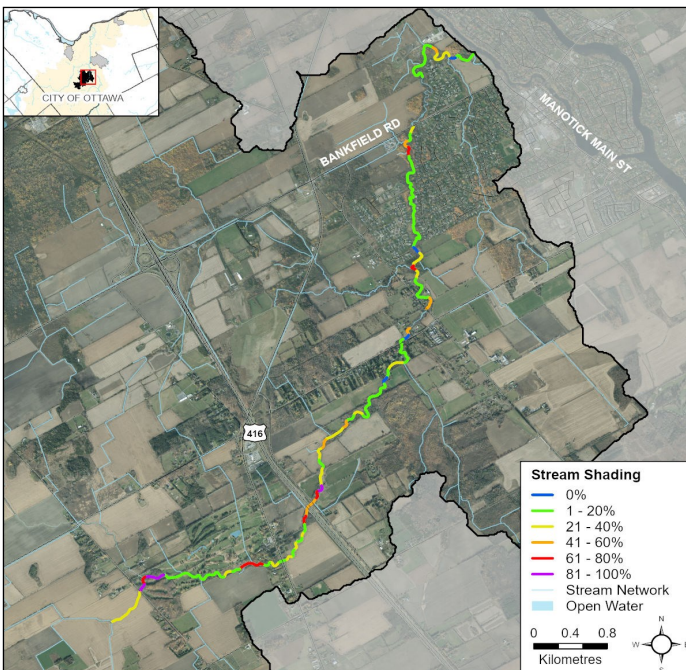 CITY OF OTTAWA
BANKFIELD RD
MANOTICK MAIN ST
416
Stream Shading
0%
1 - 20%
21 - 40%
41 - 60%
61 - 80%
81 - 100%
Stream Network
Open Water
0 0.4 0.8
Kilometres
N
W E
S